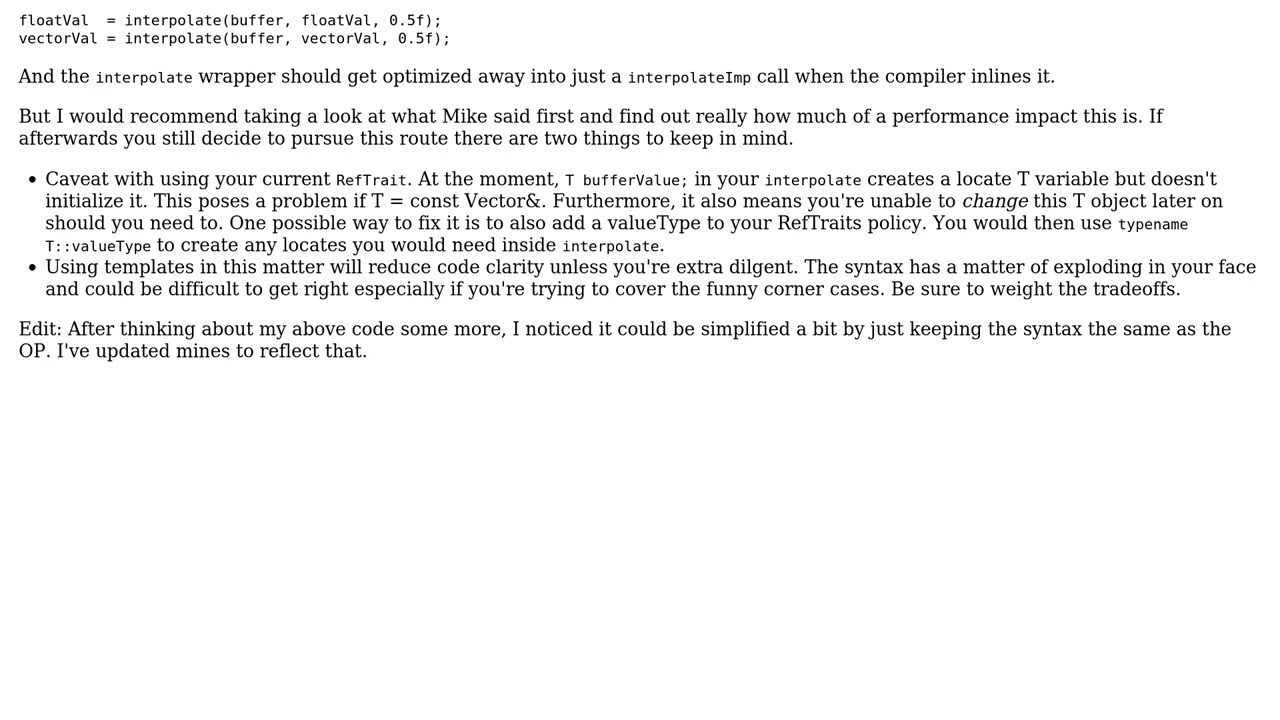 floatVal  = interpolate(buffer, floatVal, 0.5f);
vectorVal = interpolate(buffer, vectorVal, 0.5f);
And the interpolate wrapper should get optimized away into just a interpolateImp call when the compiler inlines it.
But I would recommend taking a look at what Mike said first and find out really how much of a performance impact this is. If
afterwards you still decide to pursue this route there are two things to keep in mind.
• Caveat with using your current RefTrait. At the moment, T bufferValue; in your interpolate creates a locate T variable but doesn't
initialize it. This poses a problem if T = const Vector&. Furthermore, it also means you're unable to change this T object later on
should you need to. One possible way to fix it is to also add a valueType to your RefTraits policy. You would then use typename
T::valueType to create any locates you would need inside interpolate.
• Using templates in this matter will reduce code clarity unless you're extra dilgent. The syntax has a matter of exploding in your face
and could be difficult to get right especially if you're trying to cover the funny corner cases. Be sure to weight the tradeoffs.
Edit: After thinking about my above code some more, I noticed it could be simplified a bit by just keeping the syntax the same as the
OP. I've updated mines to reflect that.